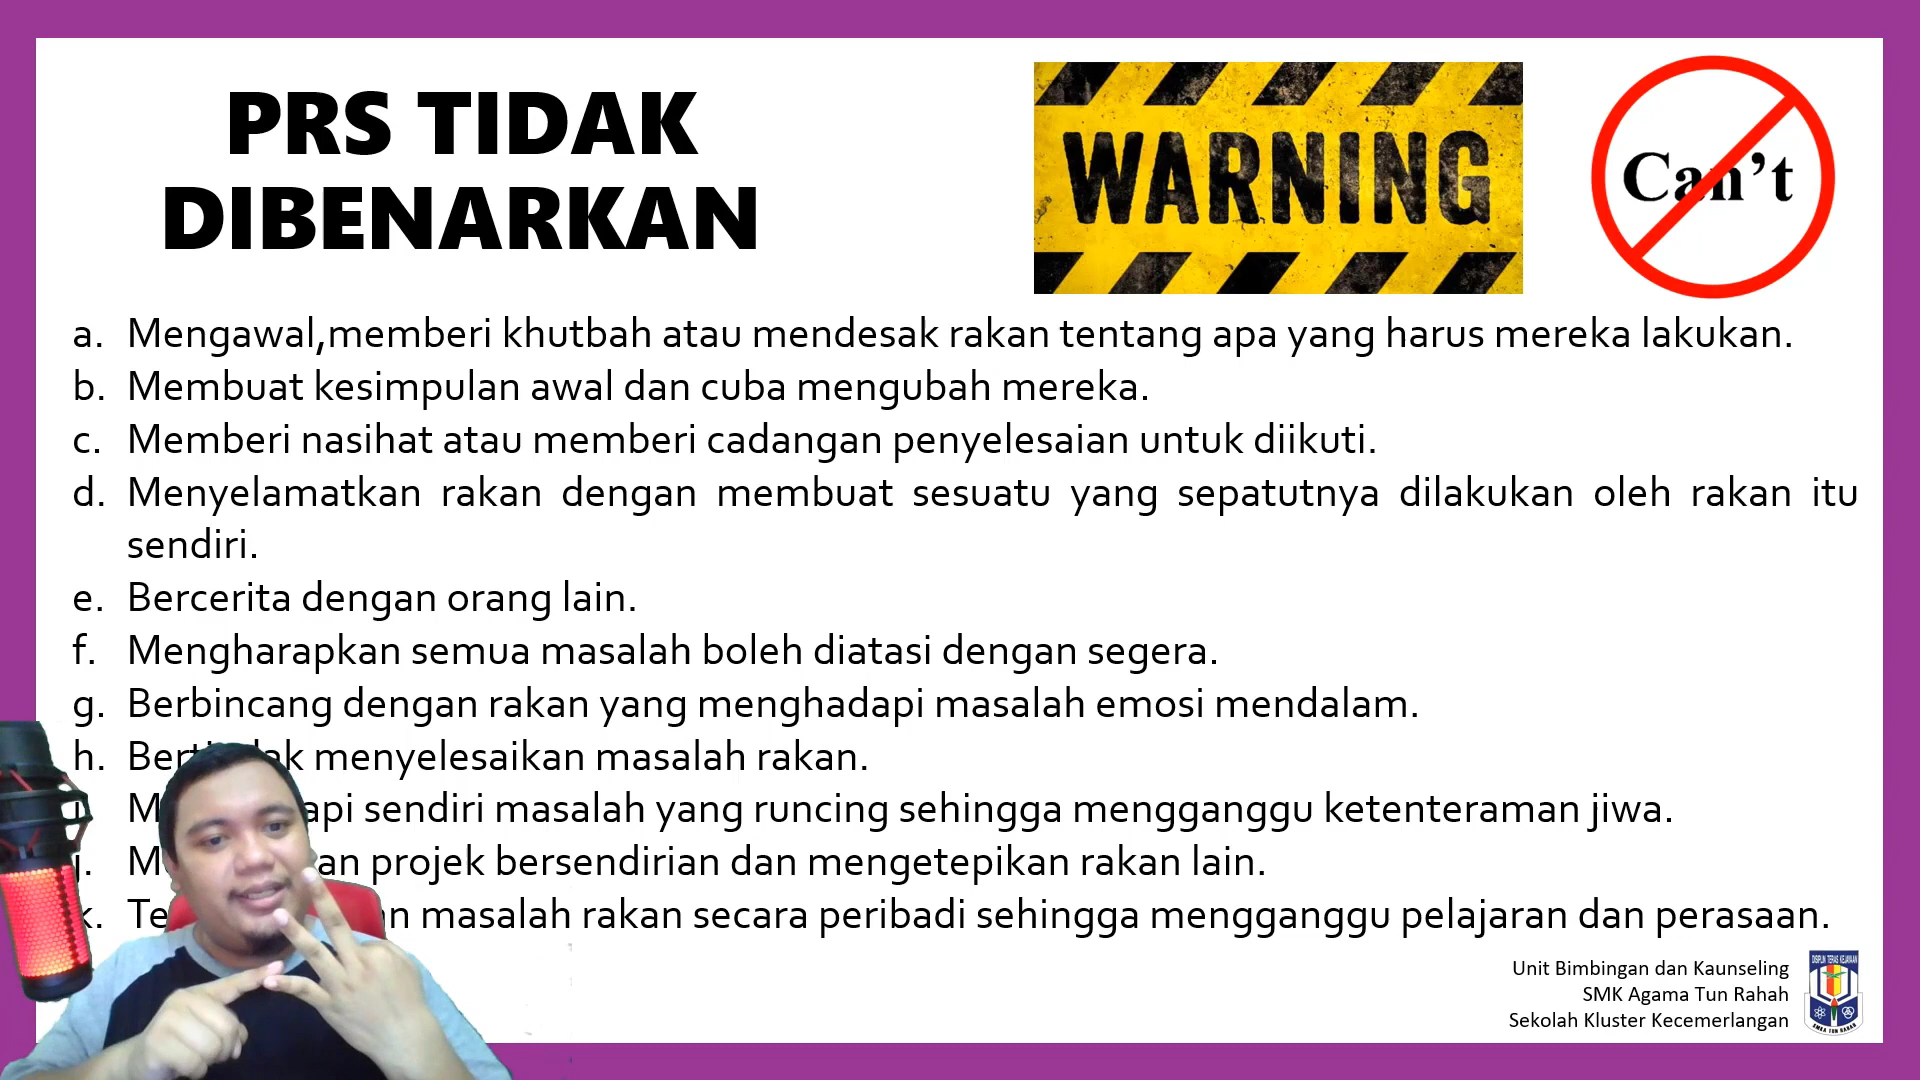 PRS TIDAK
DIBENARKAN
WARNING
Can't
a. Mengawal,memberi khutbah atau mendesak rakan tentang apa yang harus mereka lakukan.
b. Membuat kesimpulan awal dan cuba mengubah mereka.
c. Memberi nasihat atau memberi cadangan penyelesaian untuk diikuti.
d. Menyelamatkan rakan dengan membuat sesuatu yang sepatutnya dilakukan oleh rakan itu
sendiri.
e. Bercerita dengan orang lain.
f. Mengharapkan semua masalah boleh diatasi dengan segera.
g. Berbincang dengan rakan yang menghadapi masalah emosi mendalam.
h. menyelesaikan masalah rakan.
sendiri masalah yang runcing sehingga mengganggu ketenteraman jiwa.
projek bersendirian dan mengetepikan rakan lain.
k. masalah rakan secara peribadi sehingga mengganggu pelajaran dan perasaan.
Unit Bimbingan dan Kaunseling
SMK Agama Tun Rahah
Sekolah Kluster Kecemerlangan